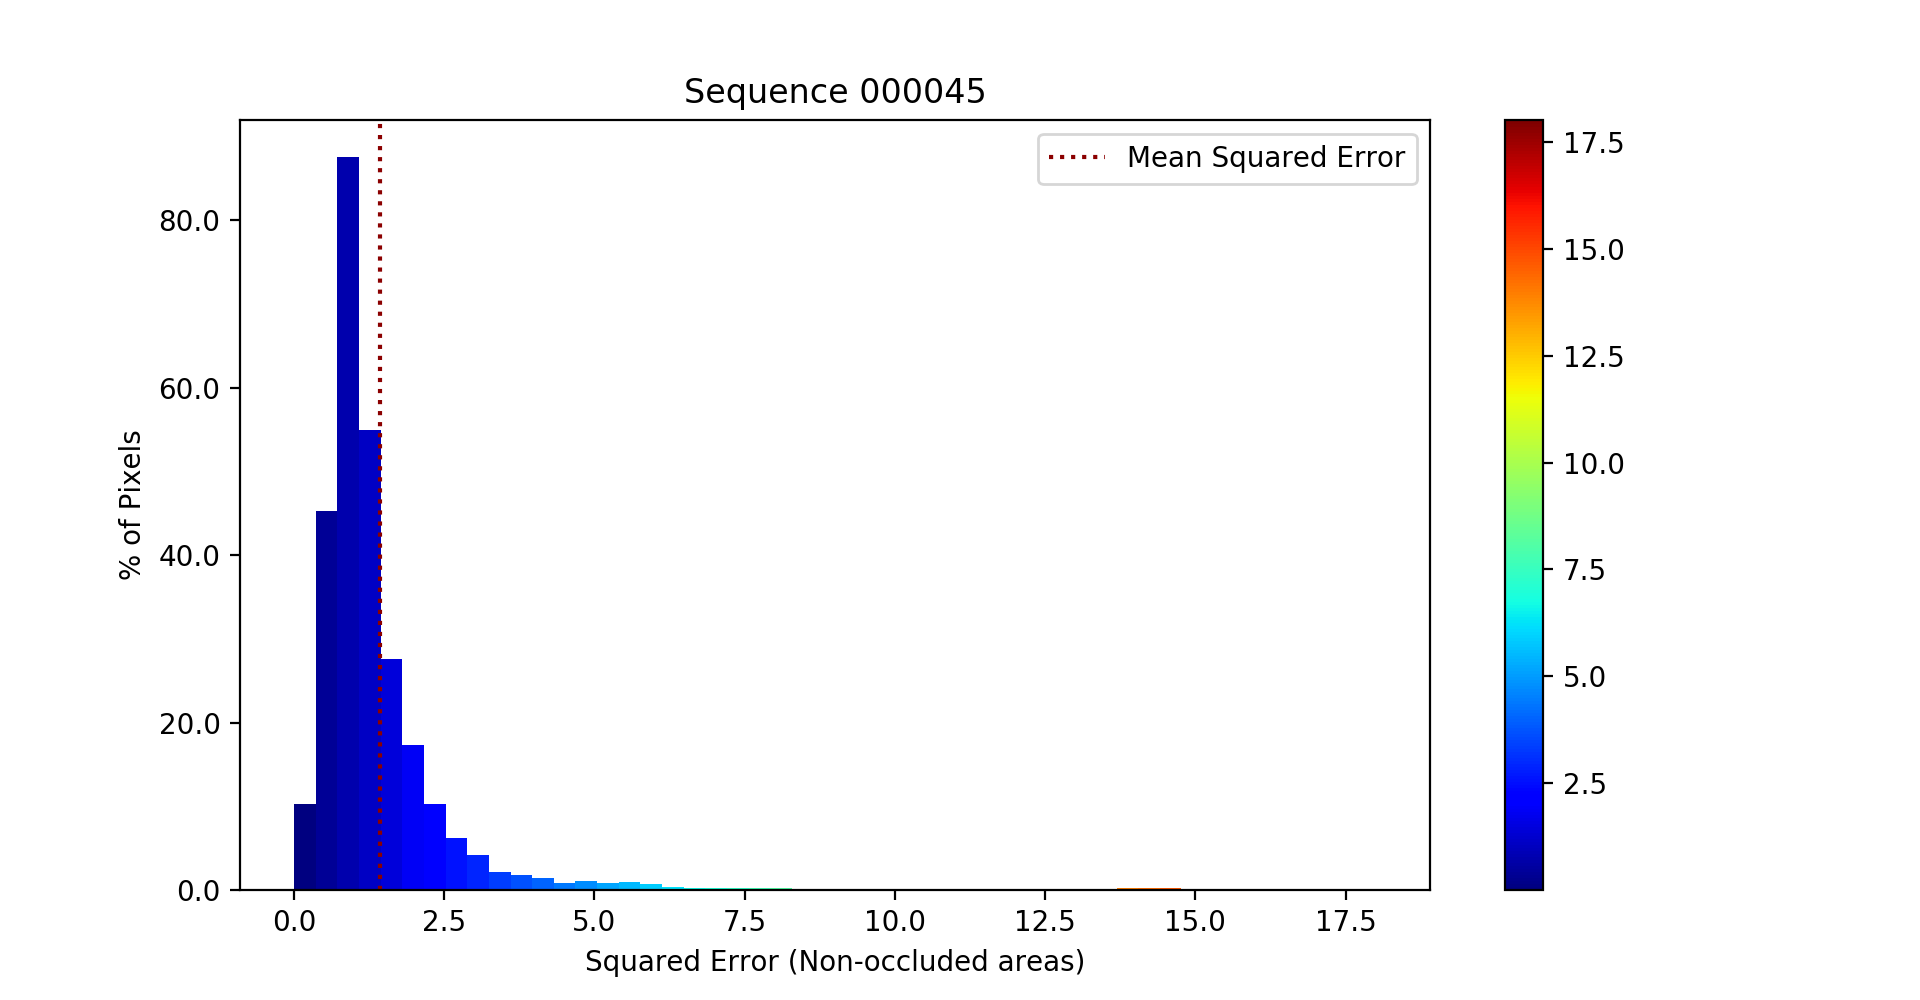 Sequence 000045
Mean Squared Error
% of Pixels
80.0
60.0
40.0
20.0
0.0
0.0 2.5 5.0 7.5 10.0 12.5 15.0 17.5
Squared Error (Non-occluded areas)
17.5
15.0
12.5
10.0
7.5
5.0
2.5